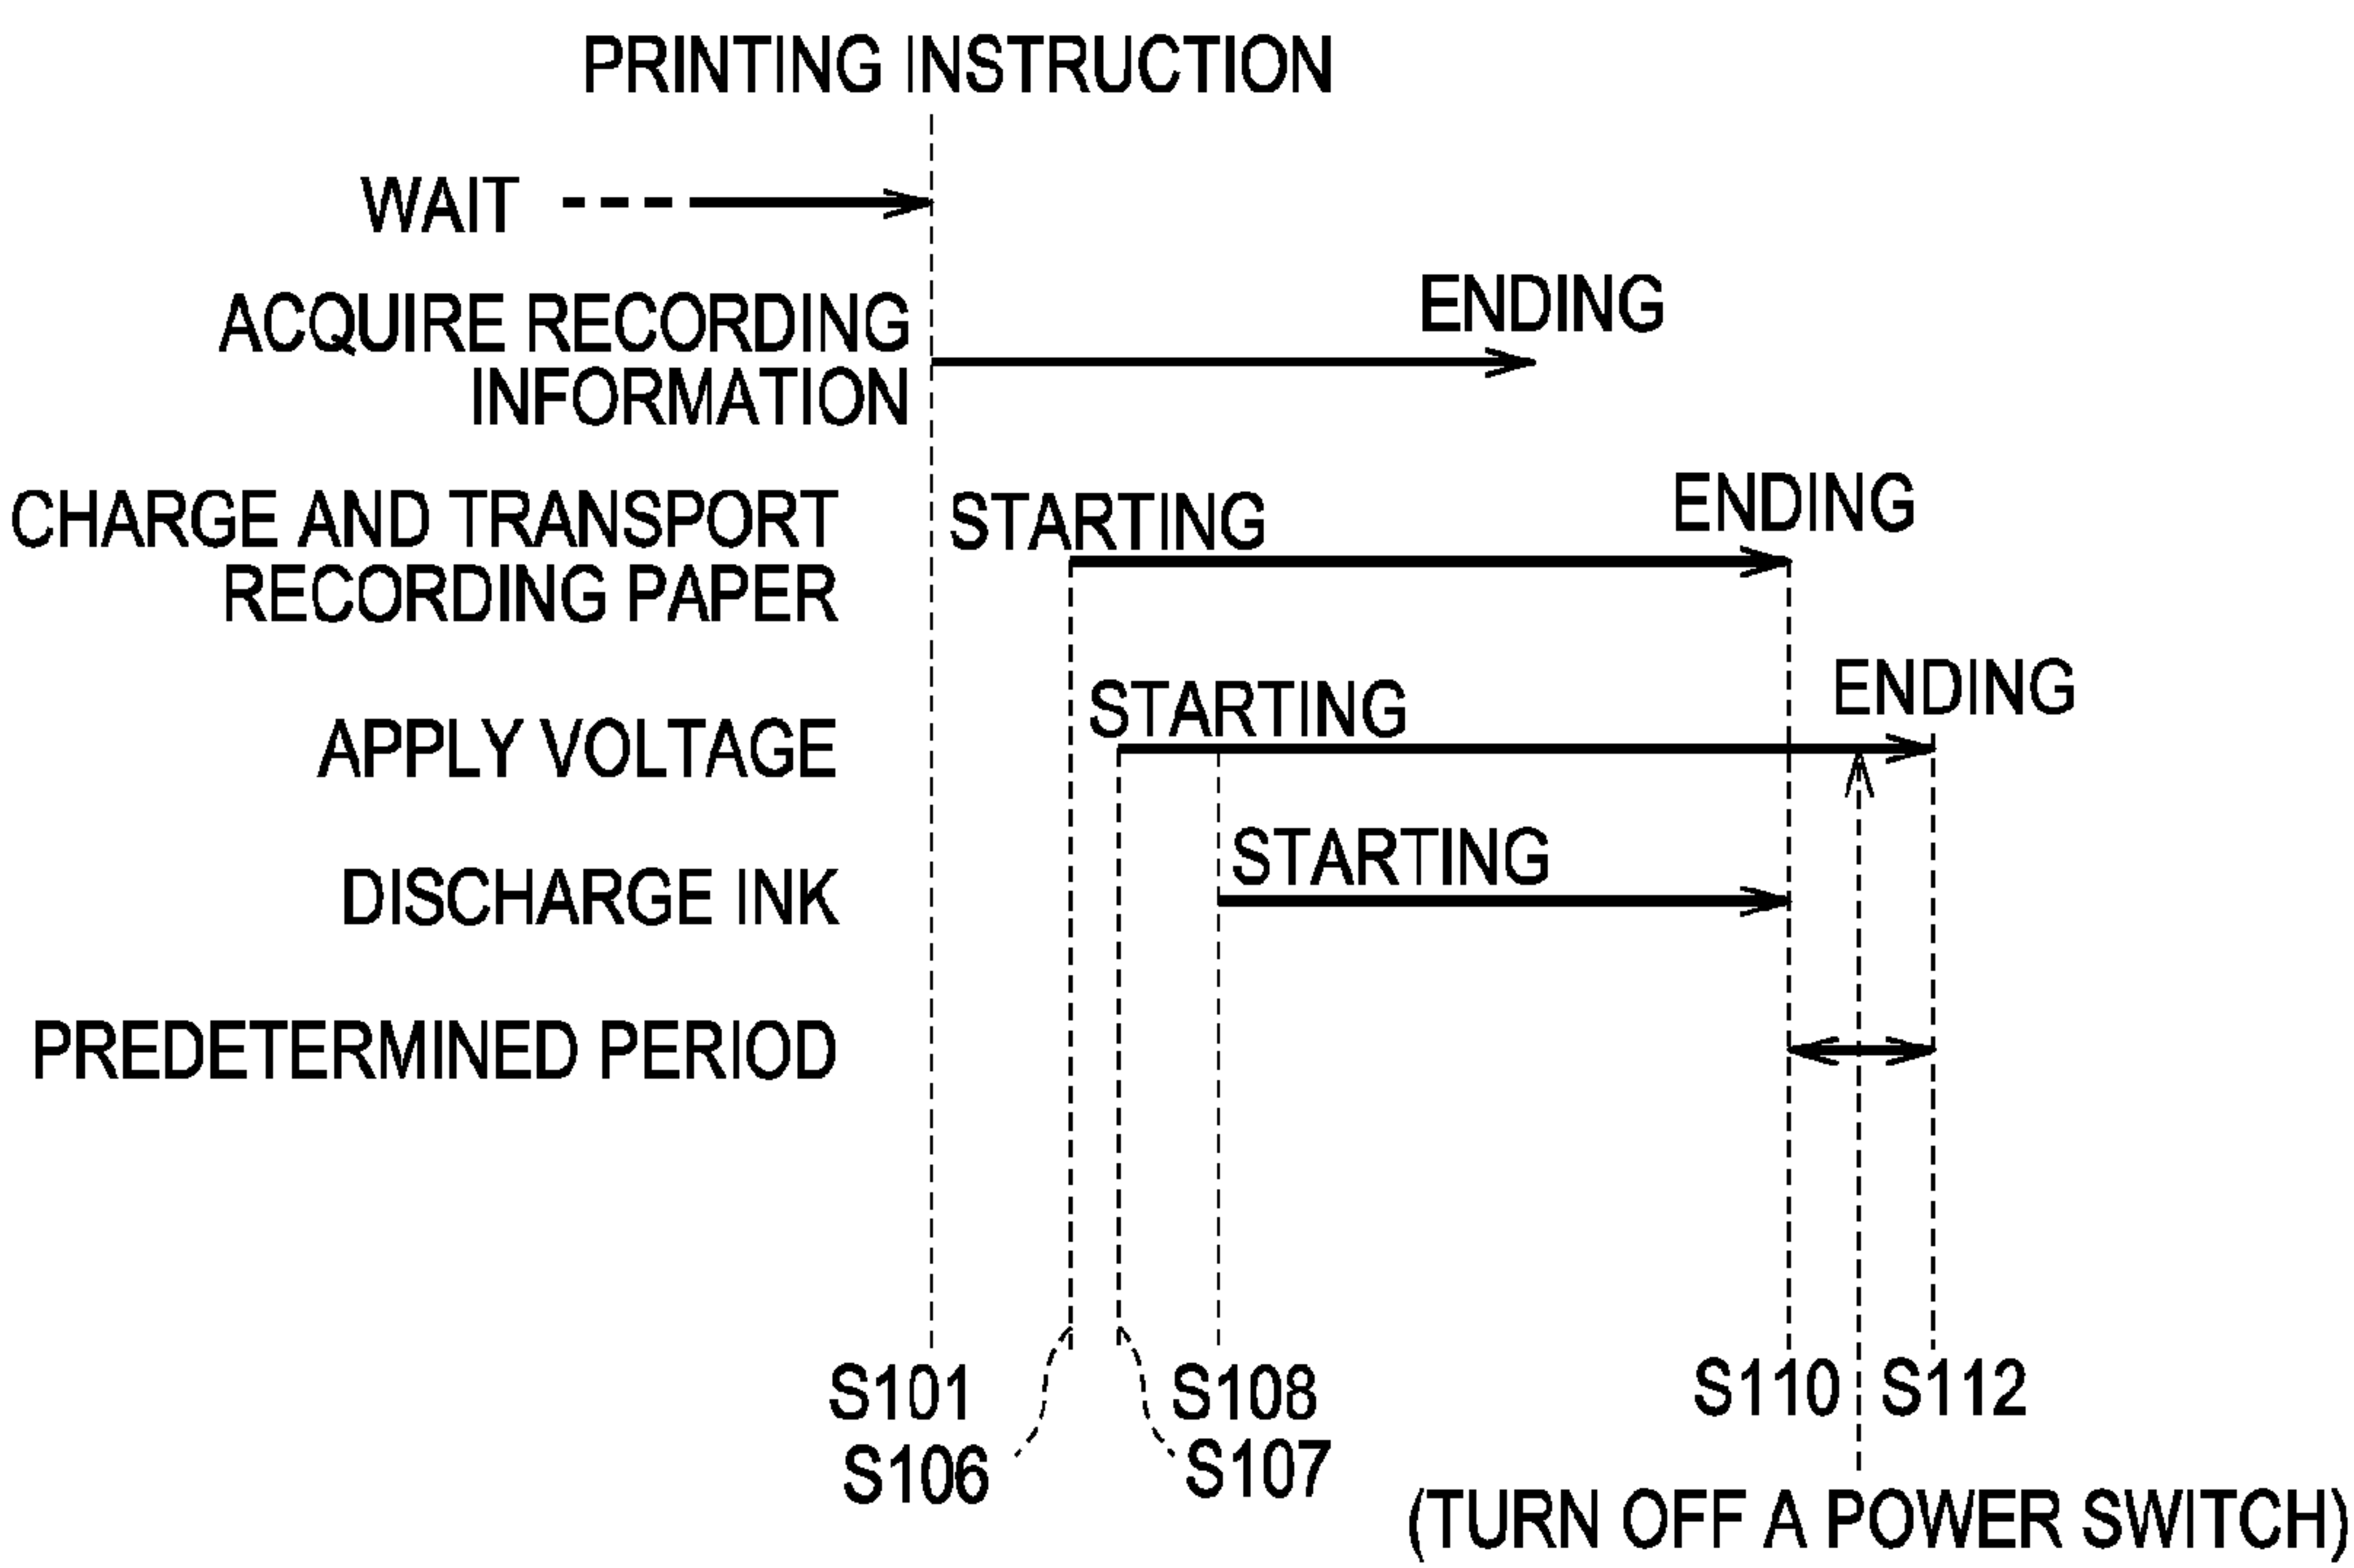 PRINTING INSTRUCTION
WAIT
ACQUIRE RECORDING
INFORMATION
ENDING
CHARGE AND TRANSPORT
RECORDING PAPER
STARTING
ENDING
APPLY VOLTAGE
STARTING
ENDING
DISCHARGE INK
STARTING
PREDETERMINED PERIOD
S101
S108
S110
S112
S106
S107
(TURN OFF A POWER SWITCH)